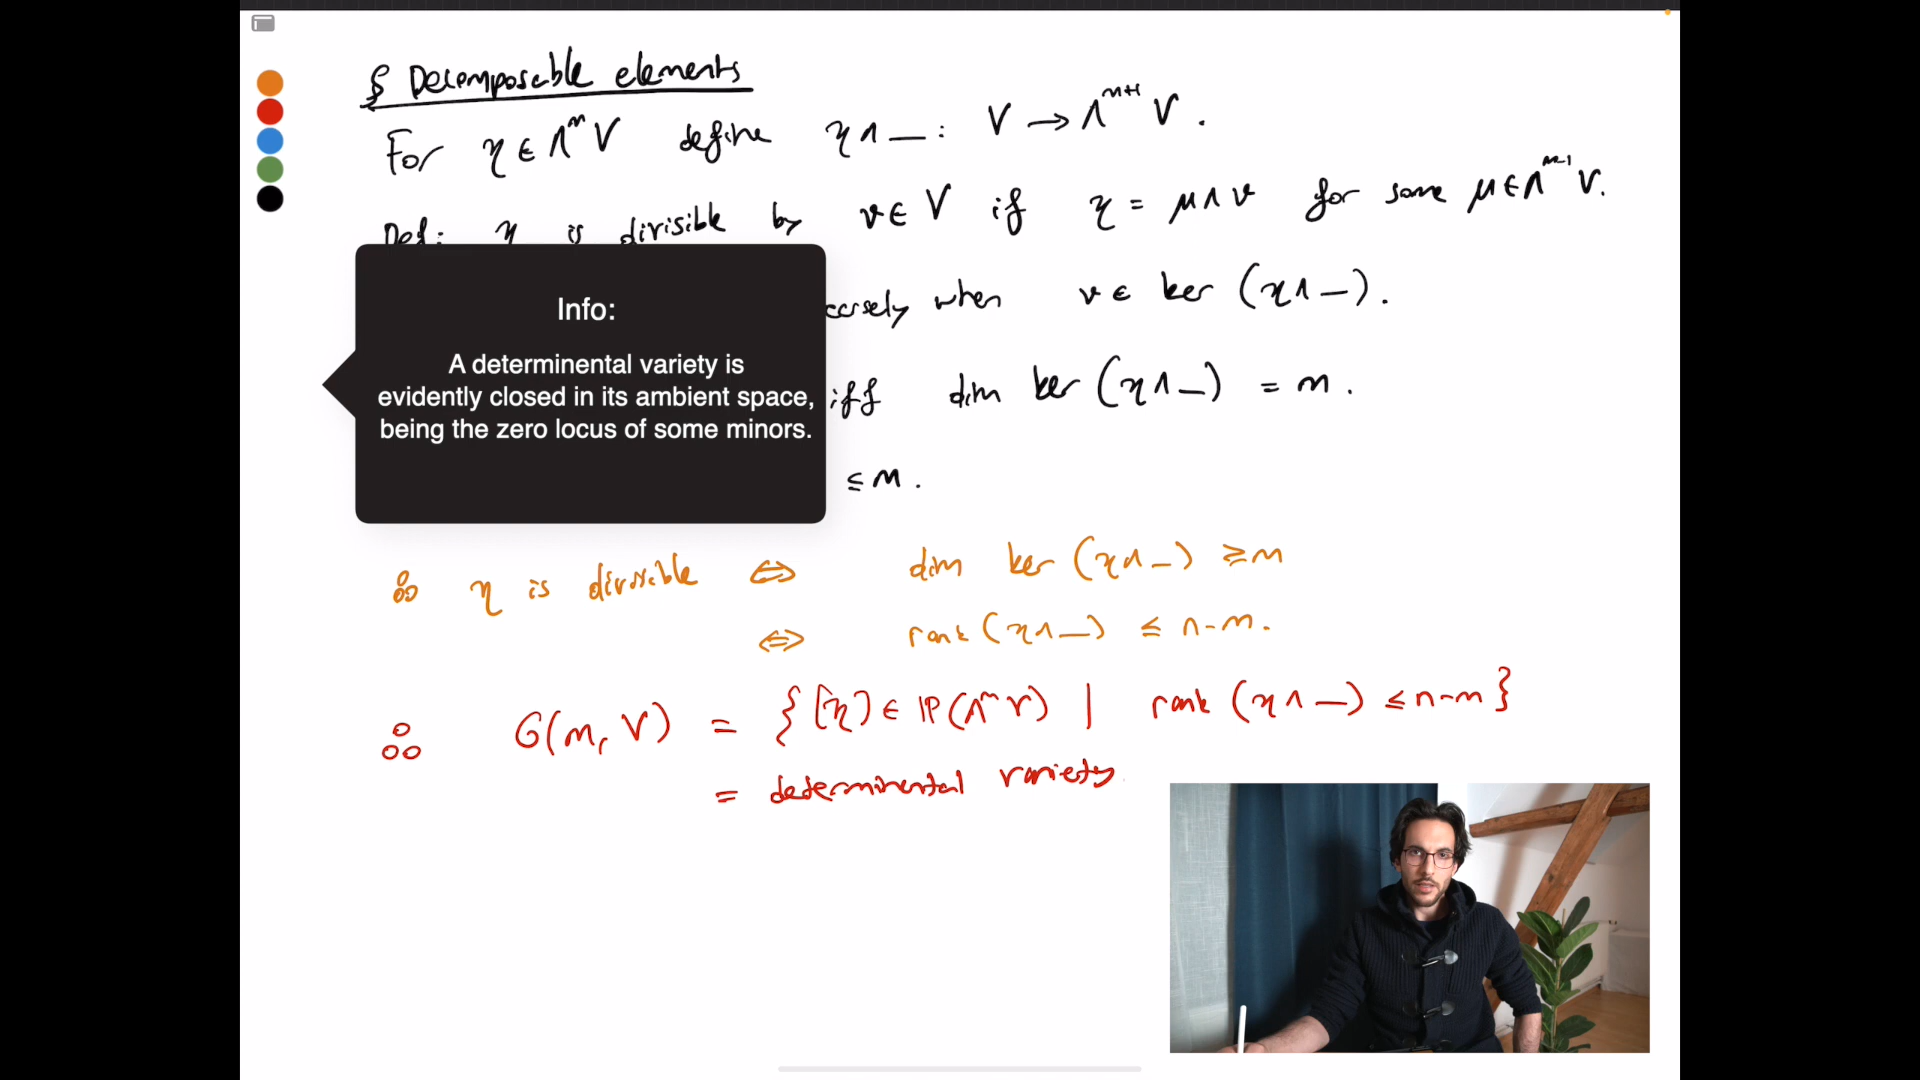 § Decomposable elements
For η ∈ Λ^m V define η ∧ _ : V → Λ^{m+1} V.
Def: η is divisible by v ∈ V if η = μ ∧ v for some μ ∈ Λ^{m-1} V.
when v ∈ ker (η ∧ _).
iff dim ker (η ∧ _) = m.
≤ m.
Info:
A determinental variety is
evidently closed in its ambient space,
being the zero locus of some minors.
∴ η is divisible ⇔ dim ker (η ∧ _) ≥ m
⇔ rank (η ∧ _) ≤ n-m.
∴ G(m, V) = { [η] ∈ ℙ(Λ^m V) | rank (η ∧ _) ≤ n-m }
= determinental variety